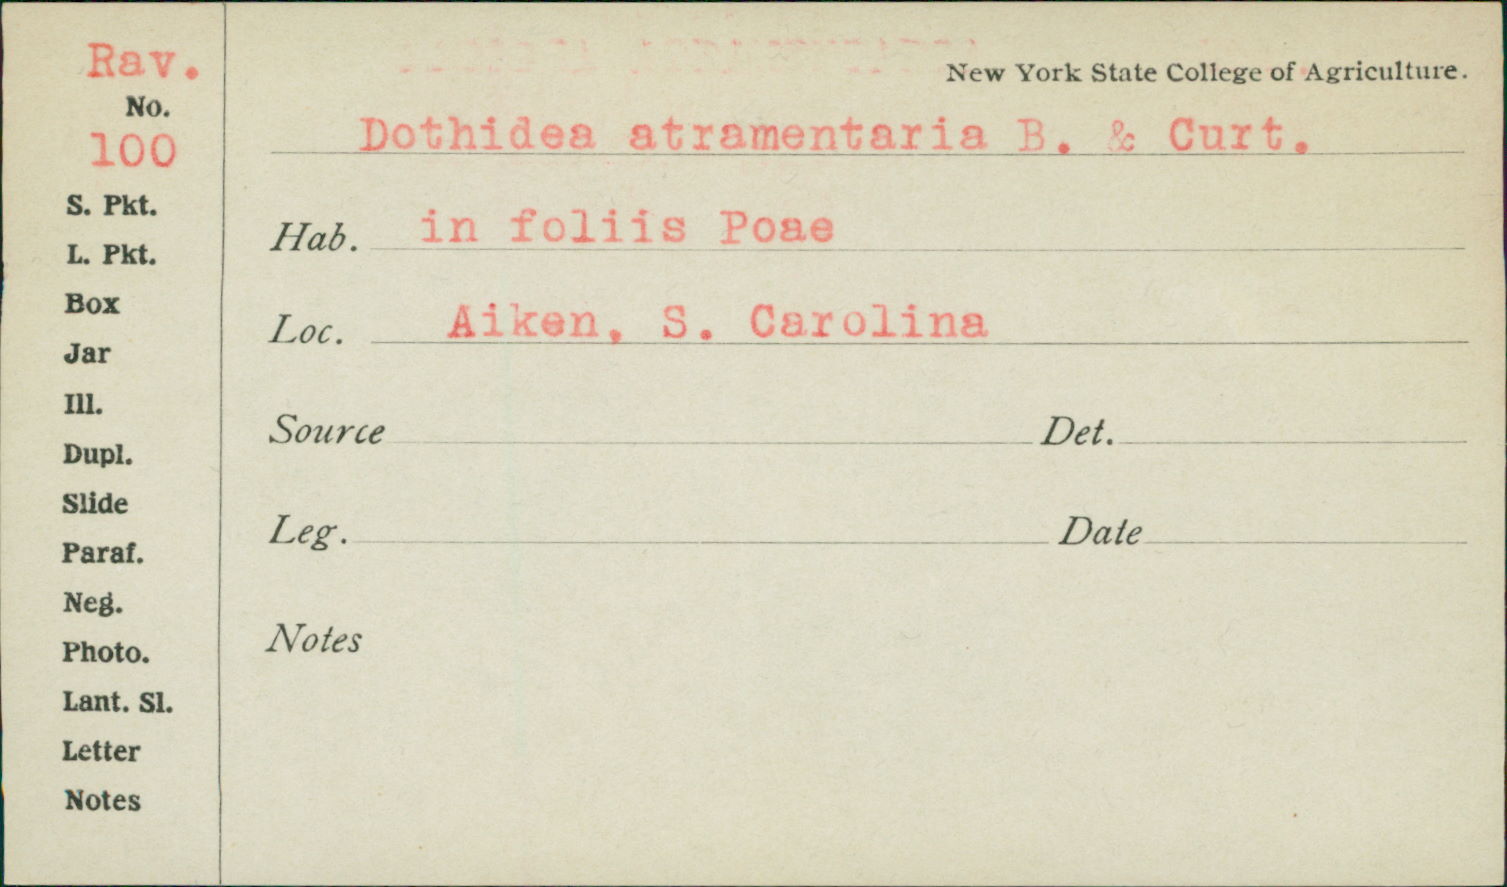 Rav.
No.
100
S. Pkt.
L. Pkt.
Box
Jar
Ill.
Dupl.
Slide
Paraf.
Neg.
Photo.
Lant. Sl.
Letter
Notes
New York State College of Agriculture.
Dothidea atramentaria B. & Curt.
Hab. in foliis Poae
Loc. Aiken, S. Carolina
Source Det.
Leg. Date
Notes